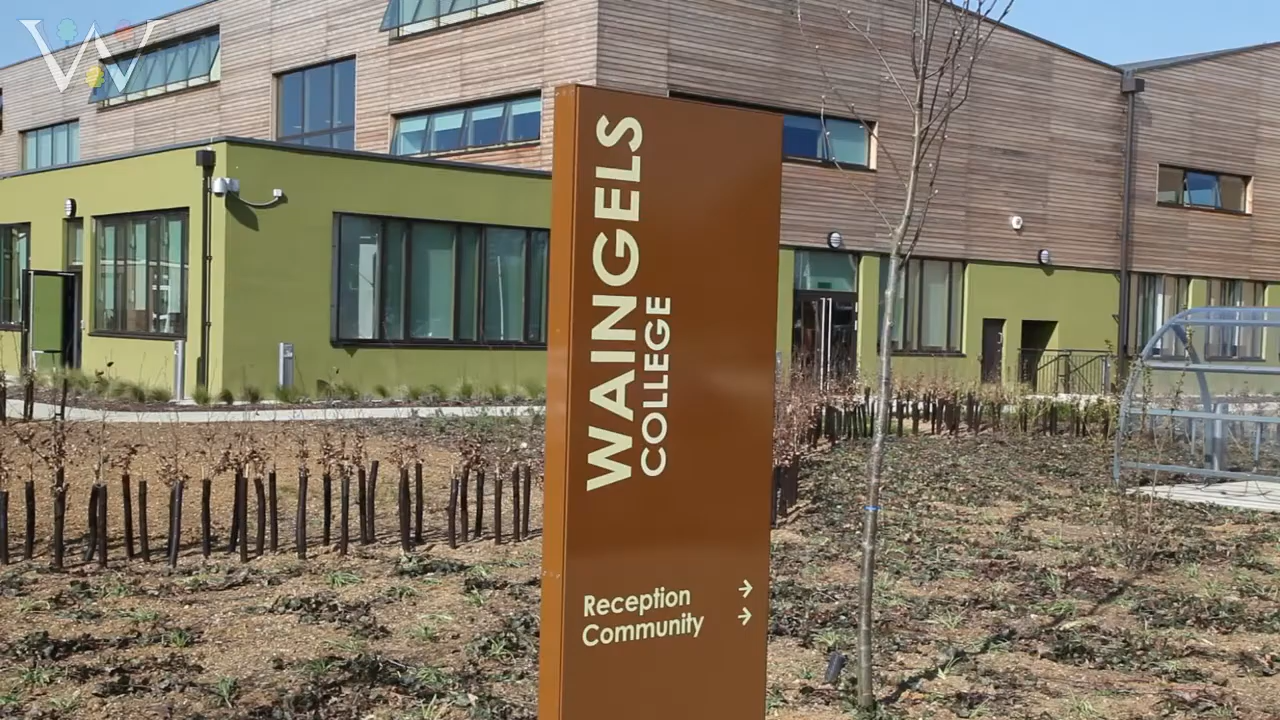 W
WAINGELS
COLLEGE
Reception →
Community →